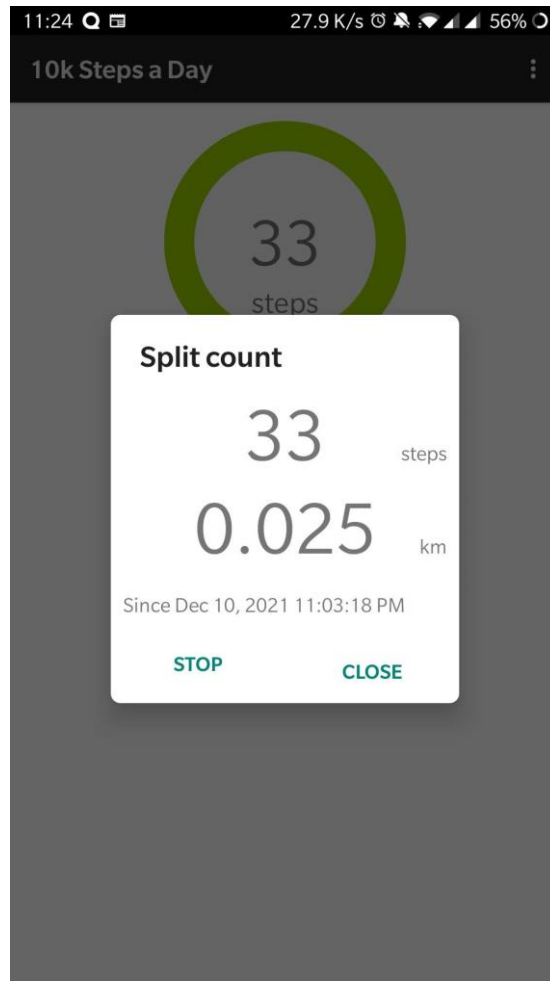 11:24 Q 27.9 K/s 56%
10k Steps a Day
33
steps
Split count
33 steps
0.025 km
Since Dec 10, 2021 11:03:18 PM
STOP CLOSE